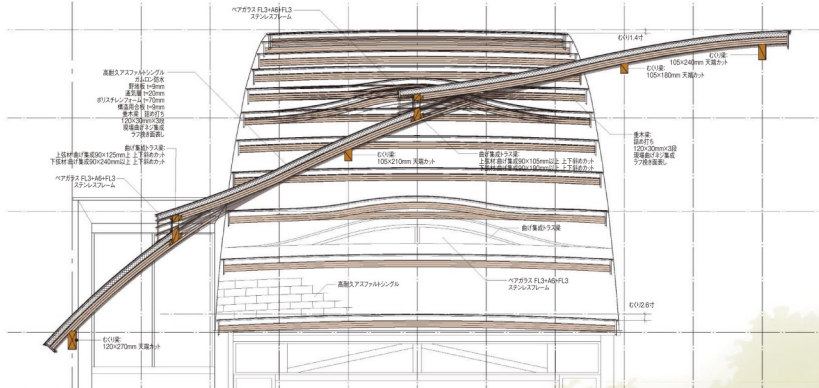 ペアガラス FL3+A6+FL3
ステンレスフレーム
むくり1.4寸
むくり梁:
105×240mm 天端カット
むくり梁:
105×180mm 天端カット
高耐久アスファルトシングル
ガムロン防水
野地板 t=9mm
通気層 t=20mm
ポリスチレンフォーム t=70mm
構造用合板 t=9mm
垂木梁：詰め打ち
120×30mm×3段
現場曲げネジ集成
ラフ挽き面表し
曲げ集成トラス梁:
上弦材:曲げ集成90×125mm上 上下斜めカット
下弦材:曲げ集成90×240mm以上 上下斜めカット
ペアガラス FL3+A6+FL3
ステンレスフレーム
むくり梁:
105×210mm 天端カット
曲げ集成トラス梁:
上弦材:曲げ集成90×105mm以上 上下斜めカット
下弦材:曲げ集成90×190mm以上 上下斜めカット
垂木梁:
詰め打ち
120×30mm×3段
現場曲げネジ集成
ラフ挽き面表し
曲げ集成トラス梁
ペアガラス FL3+A6+FL3
ステンレスフレーム
高耐久アスファルトシングル
むくり2.6寸
むくり梁:
120×270mm 天端カット